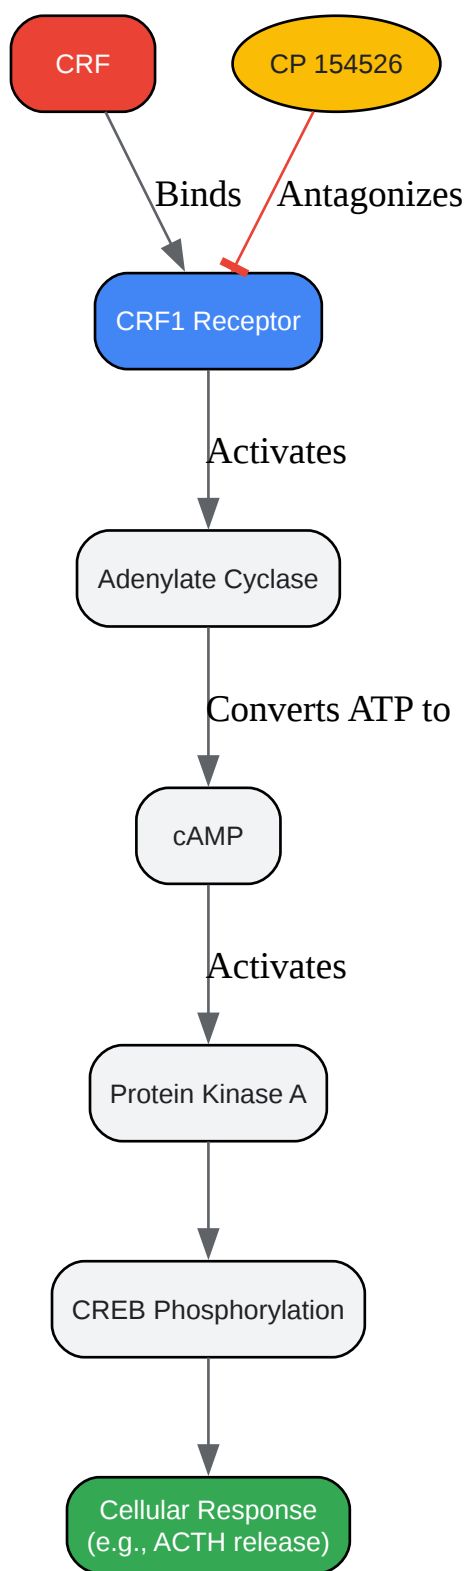 CRF
CP 154526
Binds
Antagonizes
CRF1 Receptor
Activates
Adenylate Cyclase
Converts ATP to
cAMP
Activates
Protein Kinase A
CREB Phosphorylation
Cellular Response
(e.g., ACTH release)